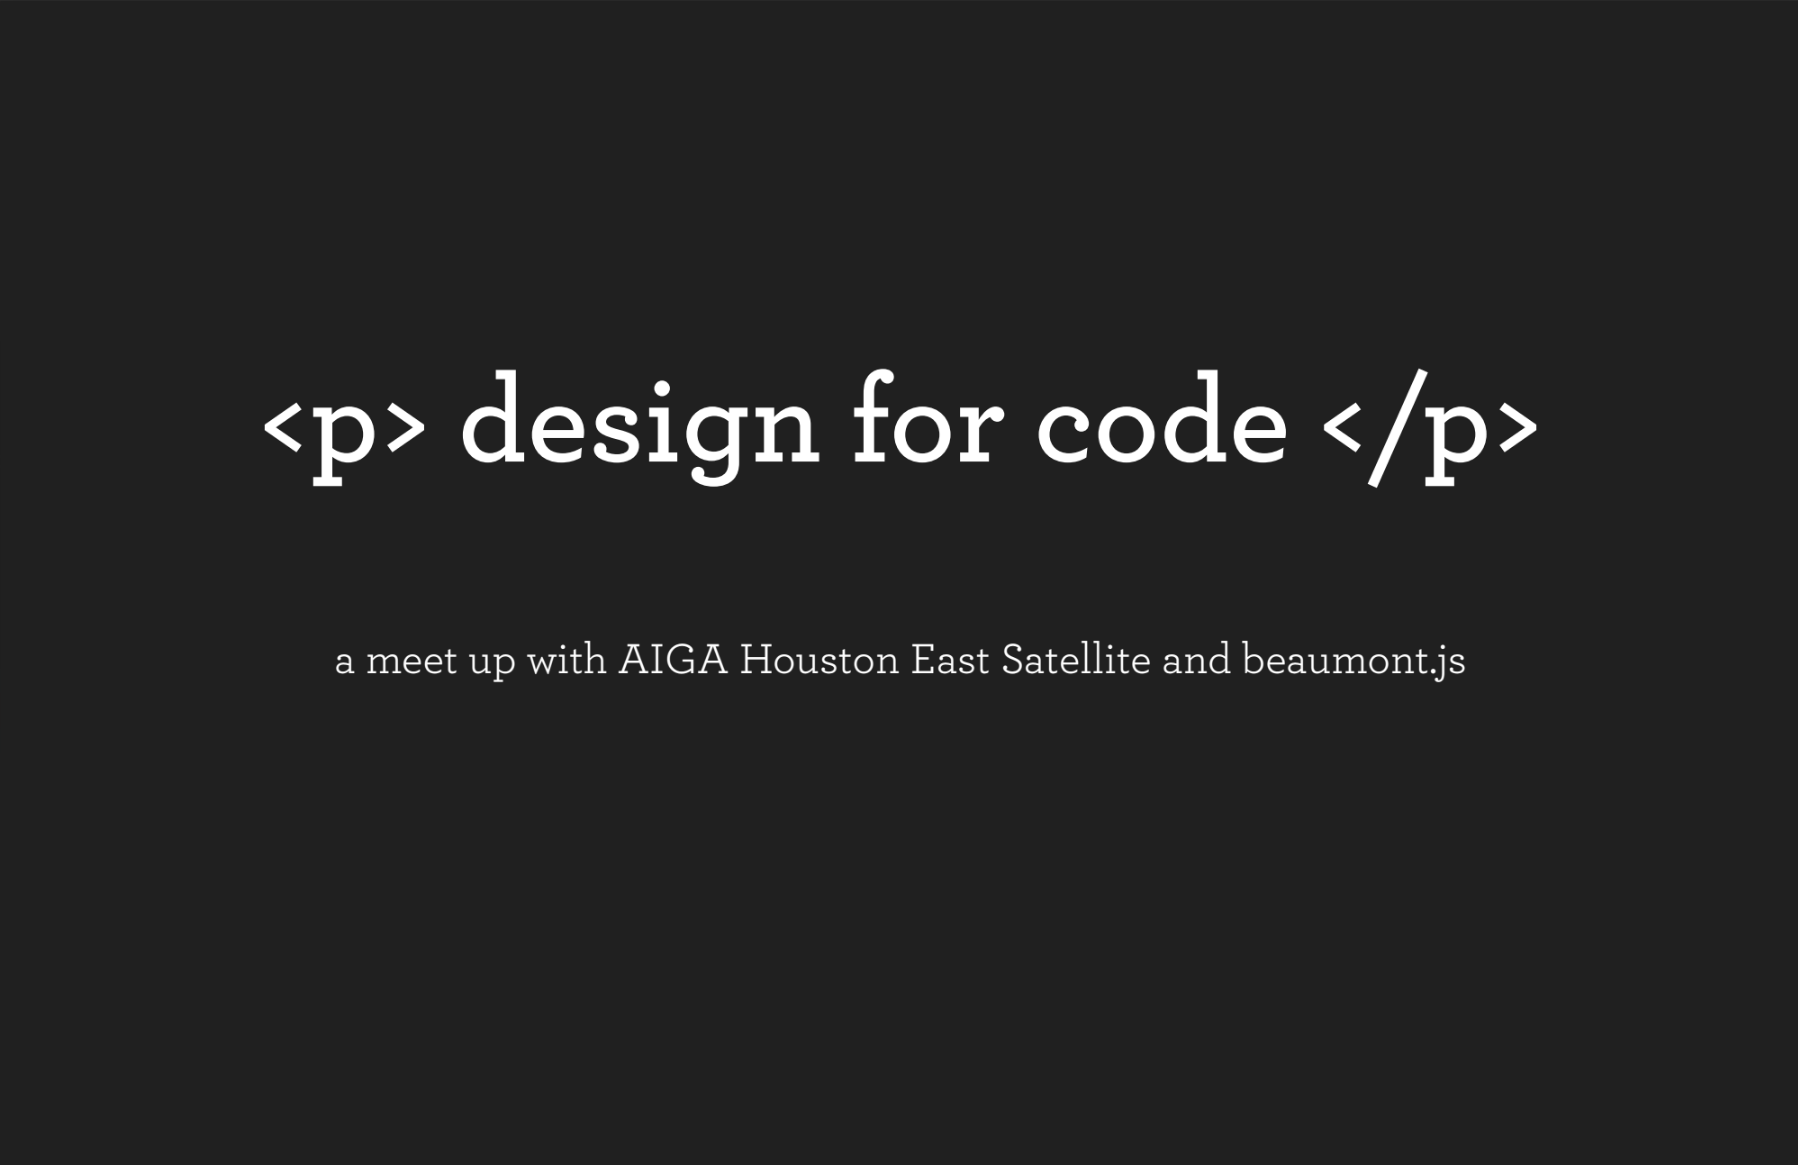 <p> design for code </p>
a meet up with AIGA Houston East Satellite and beaumont.js